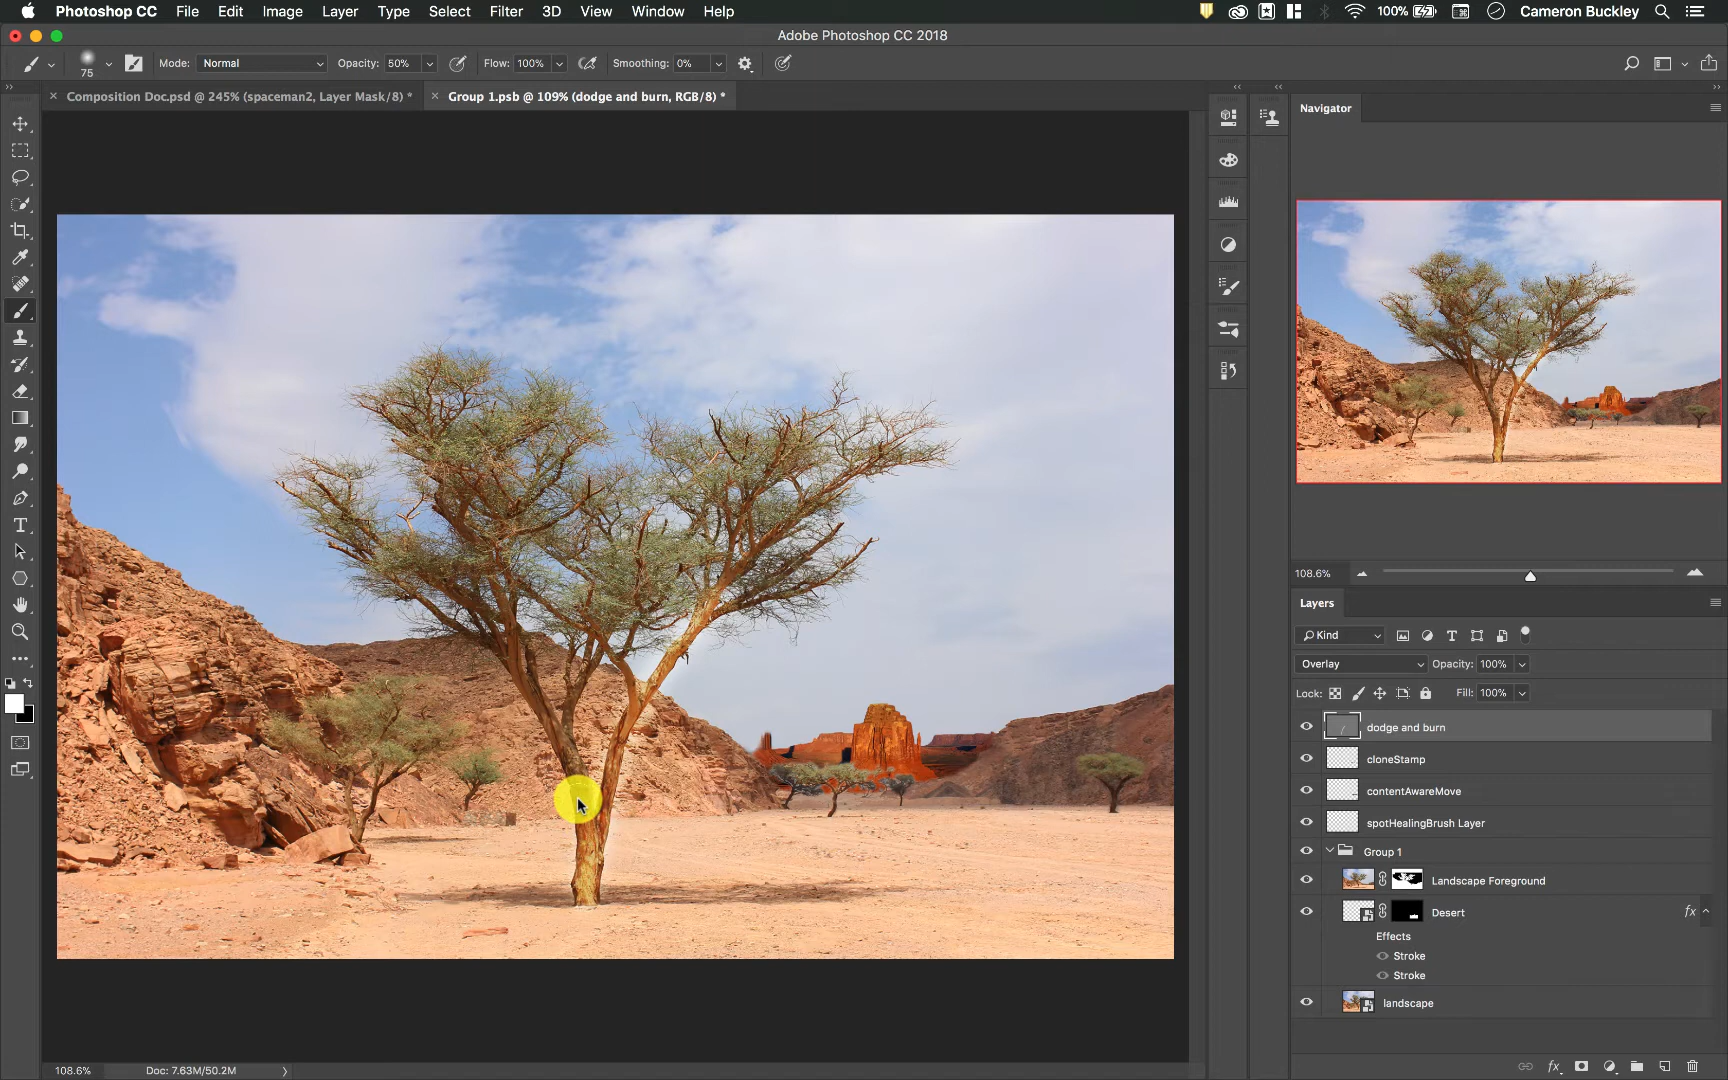 Photoshop CC File Edit Image Layer Type Select Filter 3D View Window Help 100% Cameron Buckley
Adobe Photoshop CC 2018
75 Mode: Normal Opacity: 50% Flow: 100% Smoothing: 0%
Composition Doc.psd @ 245% (spaceman2, Layer Mask/8) * Group 1.psb @ 109% (dodge and burn, RGB/8) *
Navigator
108.6%
Layers
Kind
Overlay Opacity: 100%
Lock: Fill: 100%
dodge and burn
cloneStamp
contentAwareMove
spotHealingBrush Layer
Group 1
Landscape Foreground
Desert fx
Effects
Stroke
Stroke
landscape
108.6% Doc: 7.63M/50.2M fx